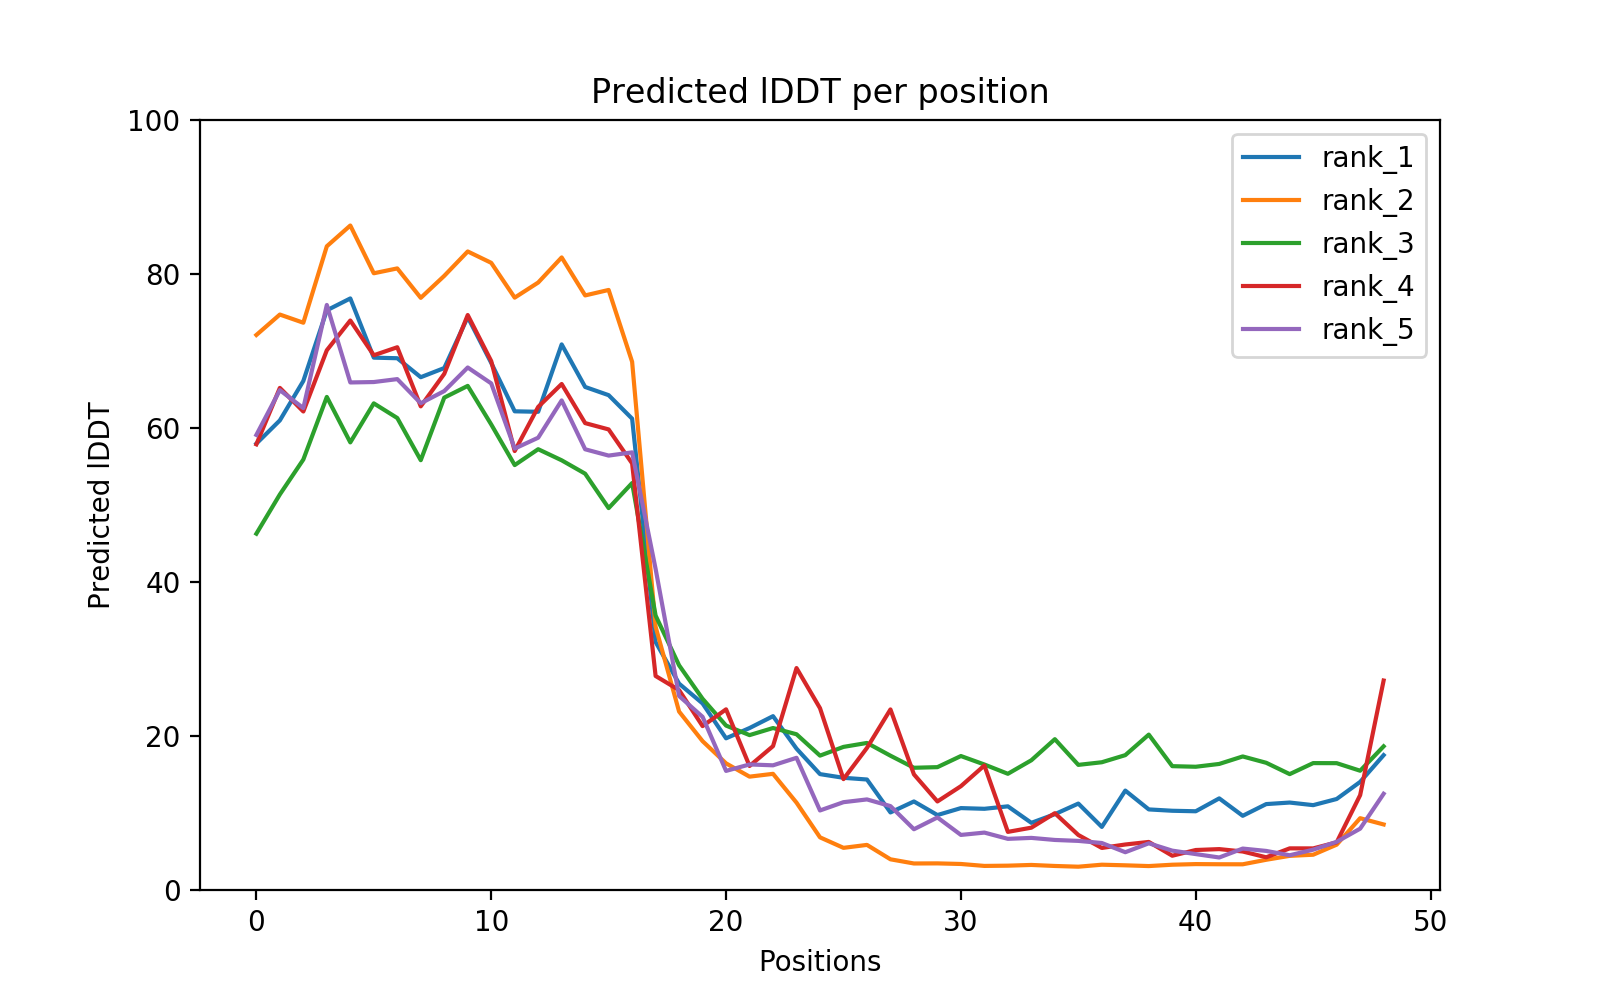 Predicted lDDT per position
100
80
60
40
20
0
Predicted lDDT
rank_1
rank_2
rank_3
rank_4
rank_5
0 10 20 30 40 50
Positions